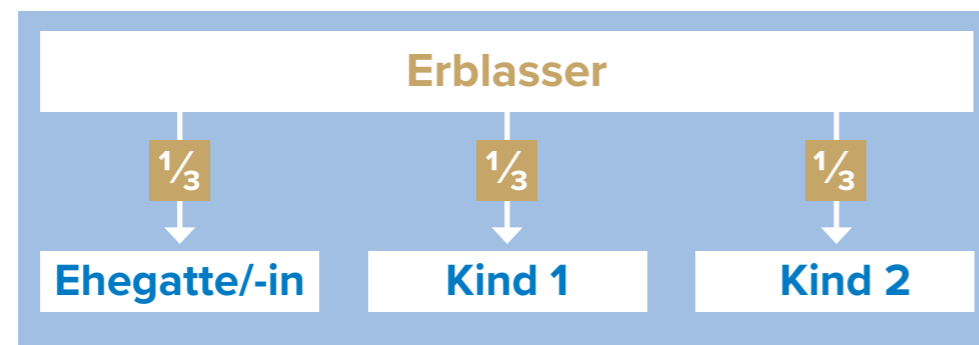 Erblasser
⅓ ⅓ ⅓
Ehegatte/-in Kind 1 Kind 2